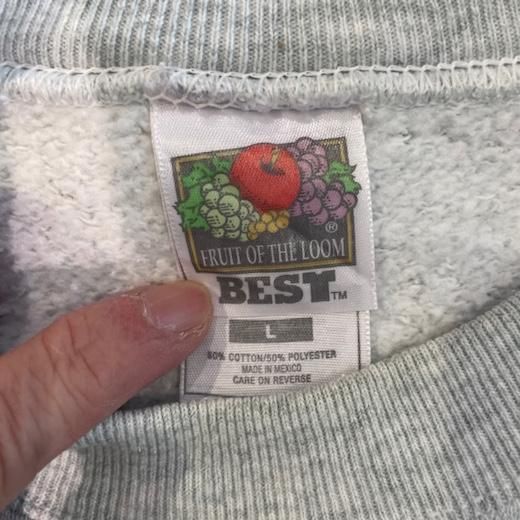 ®
FRUIT OF THE LOOM
BEST™
L
50% COTTON/50% POLYESTER
MADE IN MEXICO
CARE ON REVERSE